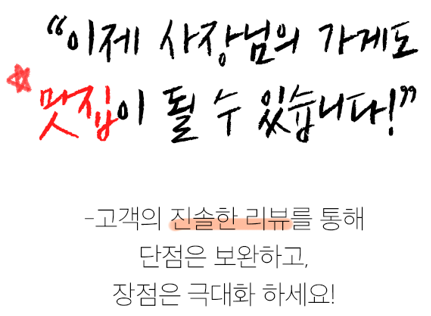 “이제 사장님의 가게도
맛집이 될 수 있습니다!”
-고객의 진솔한 리뷰를 통해
단점은 보완하고,
장점은 극대화 하세요!